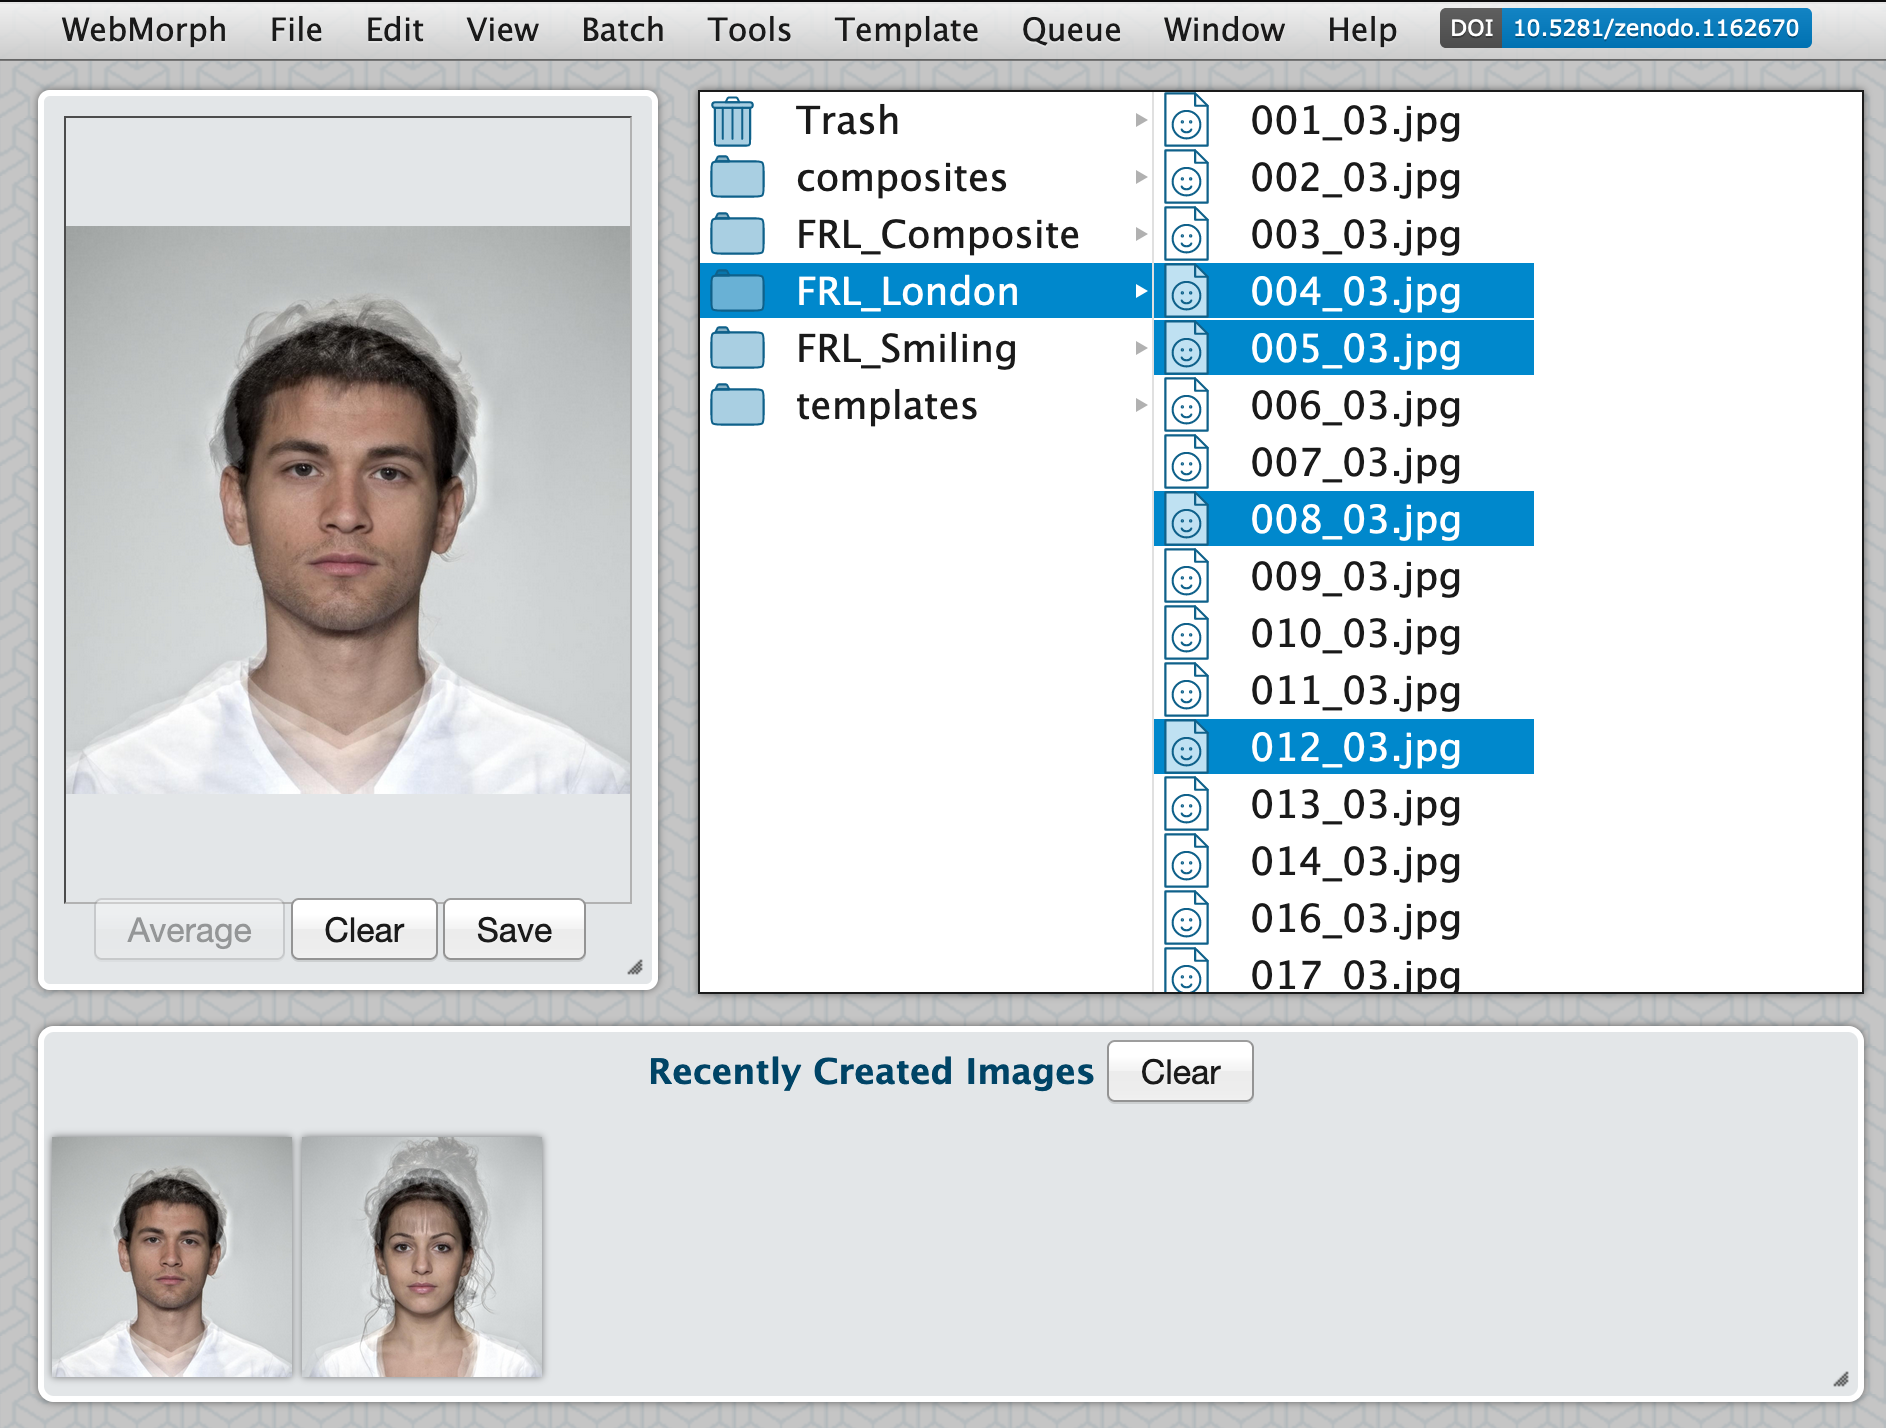 WebMorph File Edit View Batch Tools Template Queue Window Help DOI 10.5281/zenodo.1162670
Trash
composites
FRL_Composite
FRL_London
FRL_Smiling
templates
001_03.jpg
002_03.jpg
003_03.jpg
004_03.jpg
005_03.jpg
006_03.jpg
007_03.jpg
008_03.jpg
009_03.jpg
010_03.jpg
011_03.jpg
012_03.jpg
013_03.jpg
014_03.jpg
016_03.jpg
017_03.jpg
Average Clear Save
Recently Created Images Clear